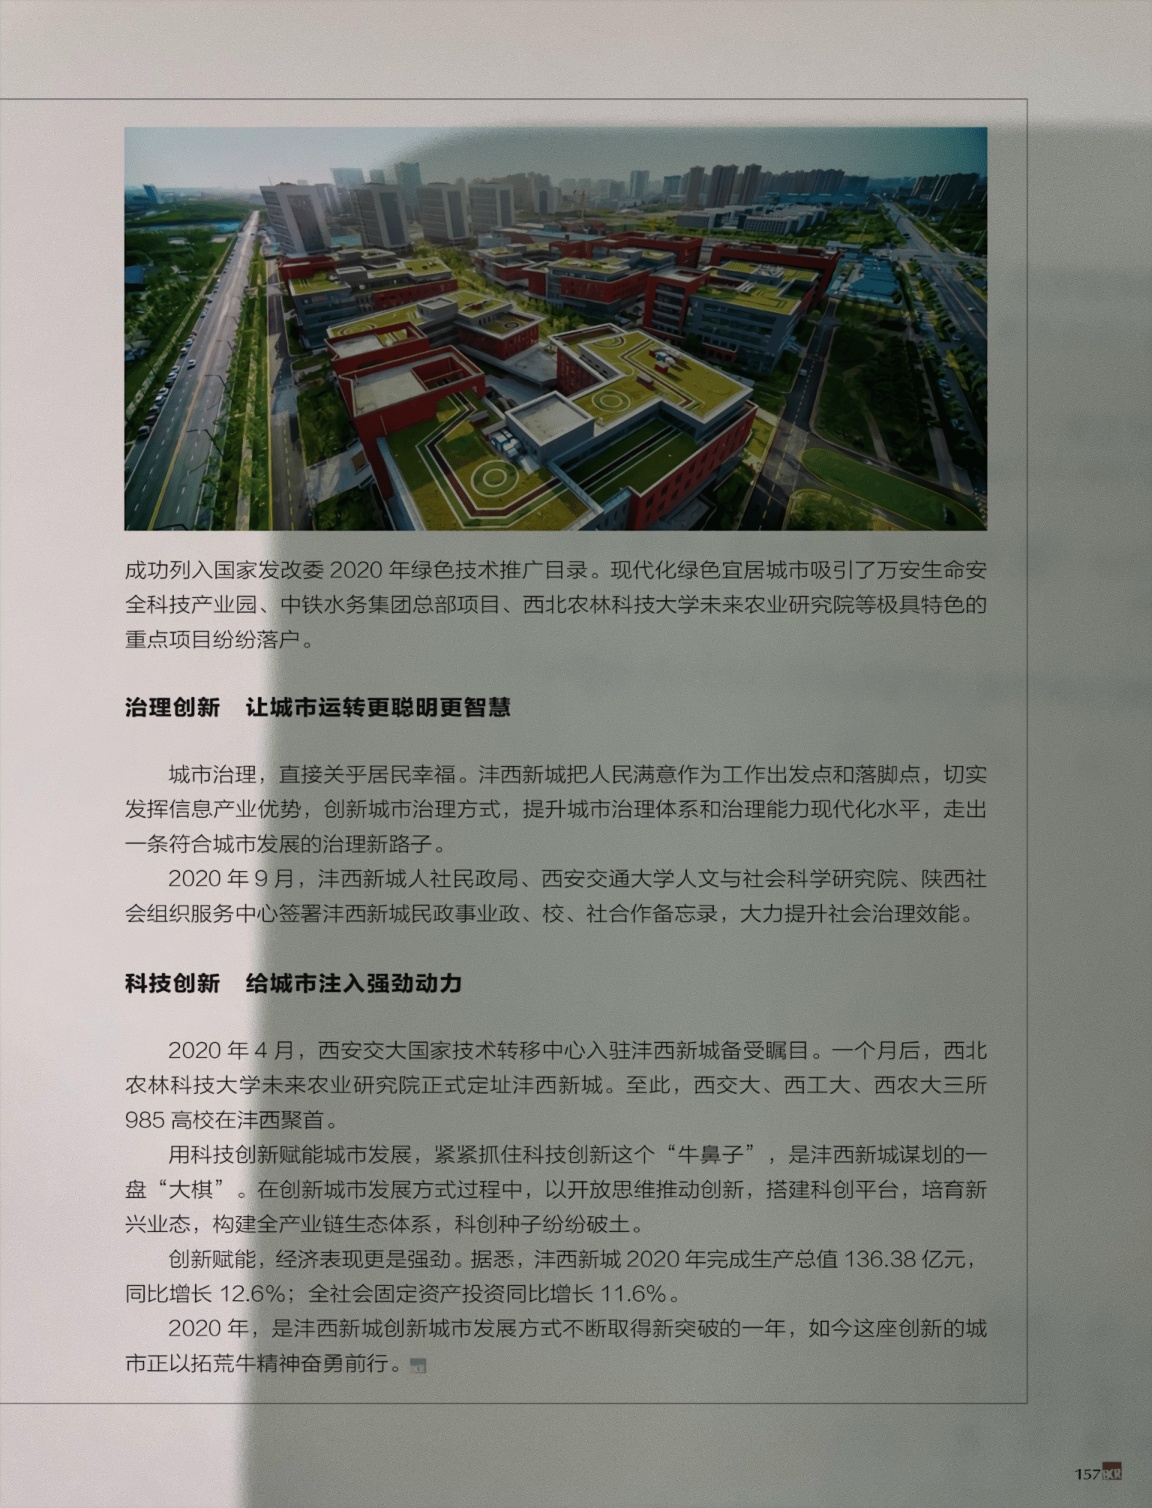 成功列入国家发改委 2020 年绿色技术推广目录。现代化绿色宜居城市吸引了万安生命安
全科技产业园、中铁水务集团总部项目、西北农林科技大学未来农业研究院等极具特色的
重点项目纷纷落户。
治理创新　让城市运转更聪明更智慧
城市治理，直接关乎居民幸福。沣西新城把人民满意作为工作出发点和落脚点，切实
发挥信息产业优势，创新城市治理方式，提升城市治理体系和治理能力现代化水平，走出
一条符合城市发展的治理新路子。
2020 年 9 月，沣西新城人社民政局、西安交通大学人文与社会科学研究院、陕西社
会组织服务中心签署沣西新城民政事业政、校、社合作备忘录，大力提升社会治理效能。
科技创新　给城市注入强劲动力
2020 年 4 月，西安交大国家技术转移中心入驻沣西新城备受瞩目。一个月后，西北
农林科技大学未来农业研究院正式定址沣西新城。至此，西交大、西工大、西农大三所
985 高校在沣西聚首。
用科技创新赋能城市发展，紧紧抓住科技创新这个“牛鼻子”，是沣西新城谋划的一
盘“大棋”。在创新城市发展方式过程中，以开放思维推动创新，搭建科创平台，培育新
兴业态，构建全产业链生态体系，科创种子纷纷破土。
创新赋能，经济表现更是强劲。据悉，沣西新城 2020 年完成生产总值 136.38 亿元，
同比增长 12.6%；全社会固定资产投资同比增长 11.6%。
2020 年，是沣西新城创新城市发展方式不断取得新突破的一年，如今这座创新的城
市正以拓荒牛精神奋勇前行。
157